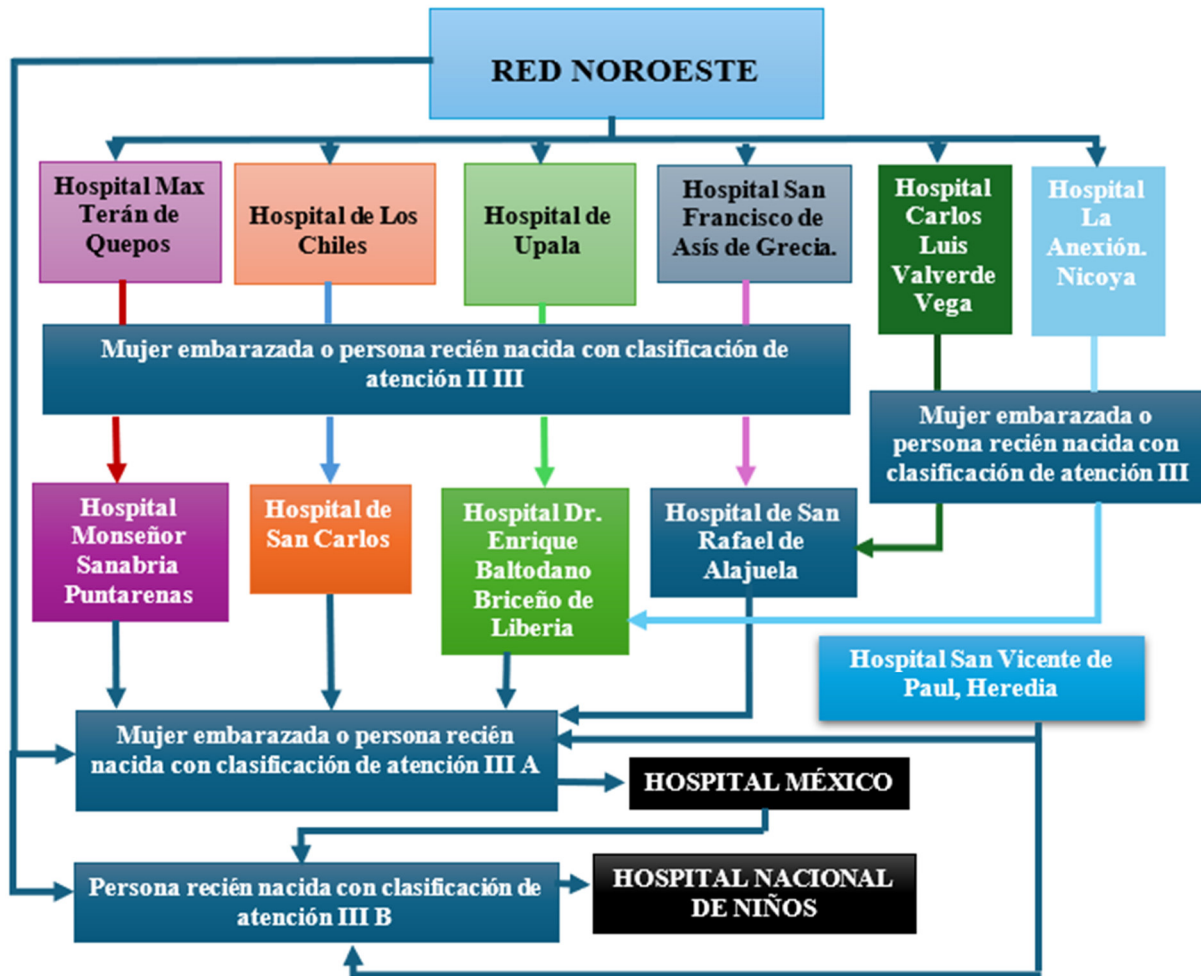 RED NOROESTE
Hospital Max
Terán de
Quepos
Hospital de Los
Chiles
Hospital de
Upala
Hospital San
Francisco de
Asís de Grecia.
Hospital
Carlos
Luis
Valverde
Vega
Hospital
La
Anexión.
Nicoya
Mujer embarazada o persona recién nacida con clasificación de
atención II III
Mujer embarazada o
persona recién nacida con
clasificación de atención III
Hospital
Monseñor
Sanabria
Puntarenas
Hospital de
San Carlos
Hospital Dr.
Enrique
Baltodano
Briceño de
Liberia
Hospital de San
Rafael de
Alajuela
Hospital San Vicente de
Paul, Heredia
Mujer embarazada o persona recién
nacida con clasificación de atención III A
HOSPITAL MÉXICO
Persona recién nacida con clasificación de
atención III B
HOSPITAL NACIONAL
DE NIÑOS